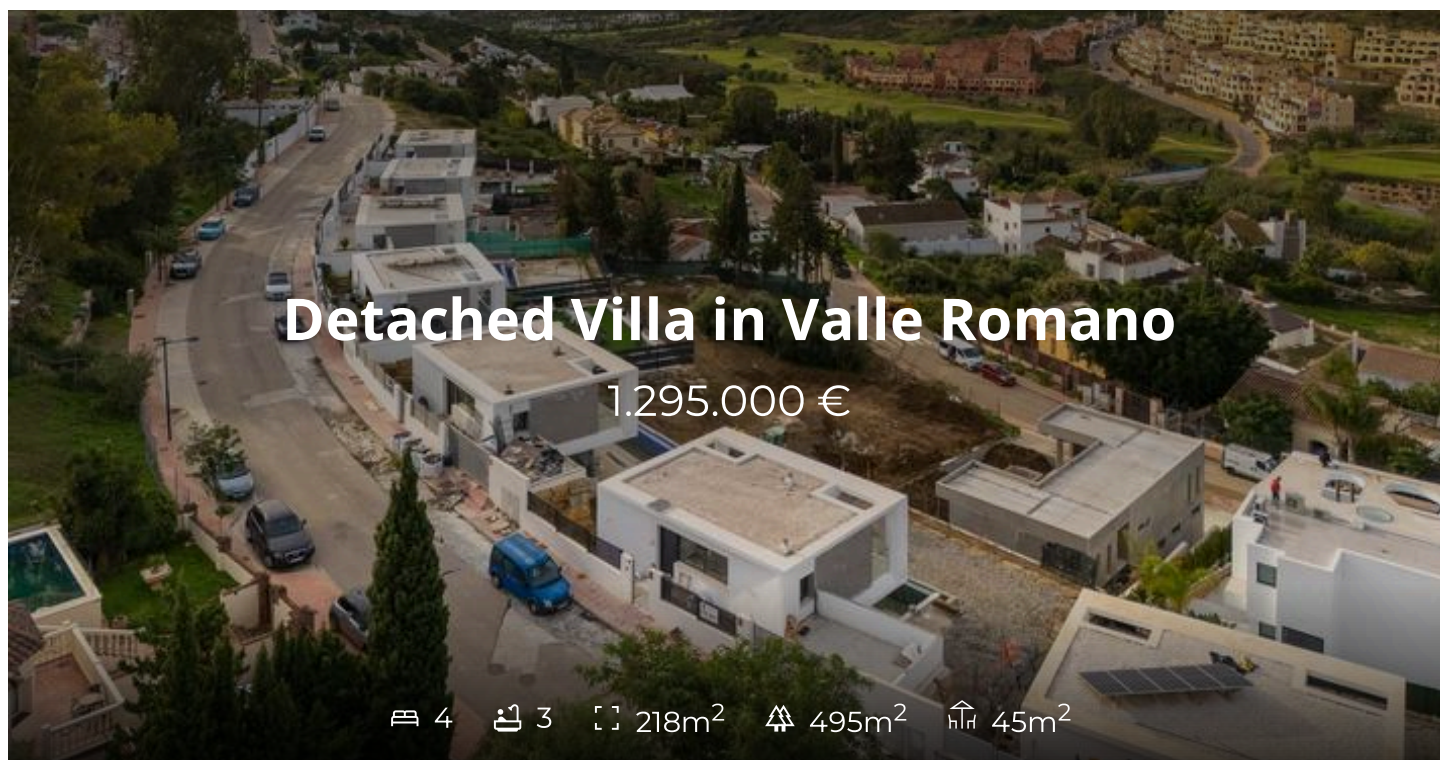 Detached Villa in Valle Romano
1.295.000 €
4 3 218m² 495m² 45m²